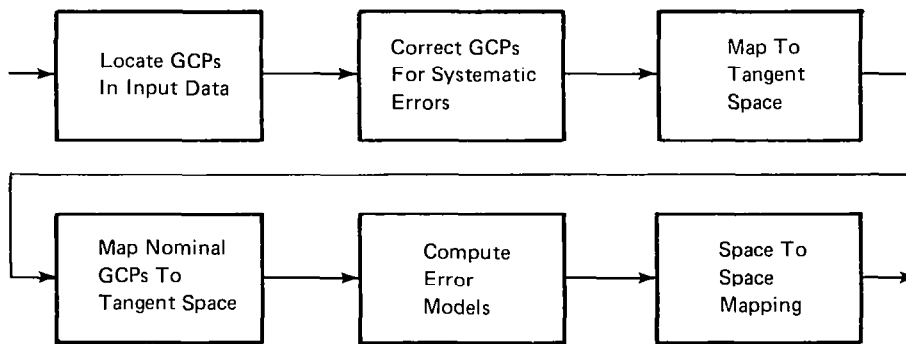 Locate GCPs
In Input Data
Correct GCPs
For Systematic
Errors
Map To
Tangent
Space
Map Nominal
GCPs To
Tangent Space
Compute
Error
Models
Space To
Space
Mapping